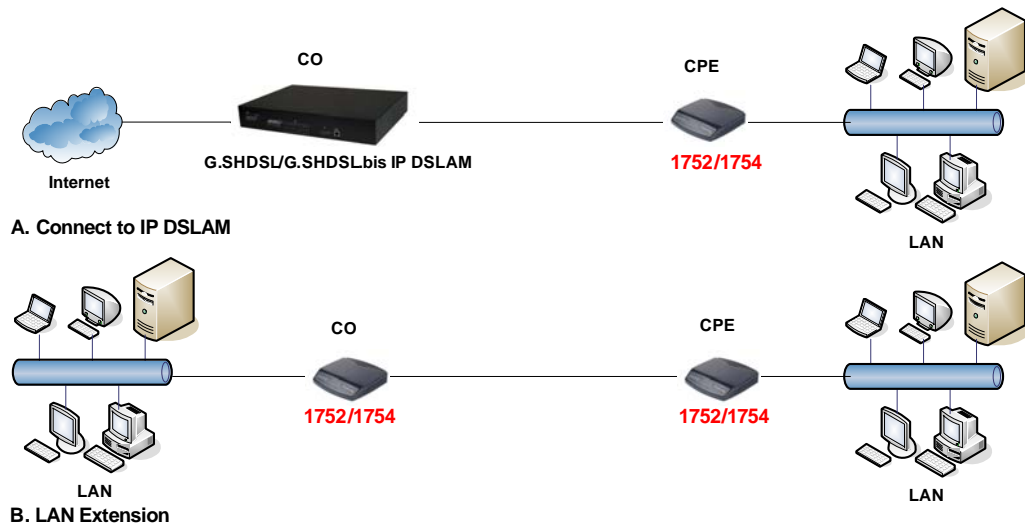 CO
CPE
G.SHDSL/G.SHDSL.bis IP DSLAM
1752/1754
Internet
A. Connect to IP DSLAM
LAN
CO
CPE
1752/1754
1752/1754
LAN
LAN
B. LAN Extension